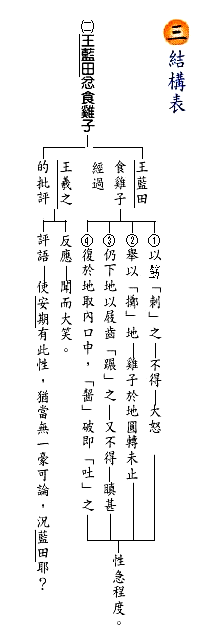 三 結構表
(二)王藍田忿食雞子
王藍田食雞子經過
①以筯「刺」之—不得—大怒
②舉以「擲」地—雞子於地圓轉未止
③仍下地以屐齒「蹍」之—又不得—瞋甚
④復於地取內口中，「齧」破即「吐」之
性急程度。
王羲之的批評
反應—聞而大笑。
評語—使安期有此性，猶當無一豪可論，況藍田耶？